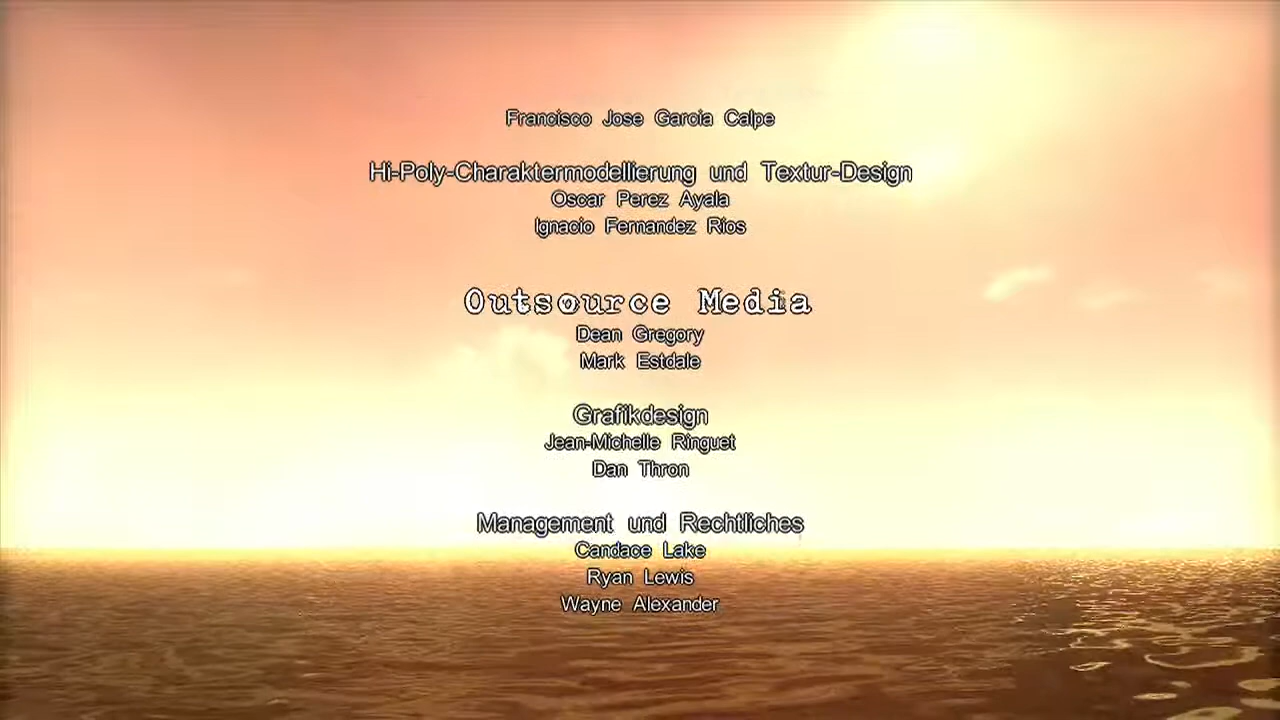 Francisco Jose Garcia Calpe
Hi-Poly-Charaktermodellierung und Textur-Design
Oscar Perez Ayala
Ignacio Fernandez Rios
Outsource Media
Dean Gregory
Mark Estdale
Grafikdesign
Jean-Michelle Ringuet
Dan Thron
Management und Rechtliches
Candace Lake
Ryan Lewis
Wayne Alexander